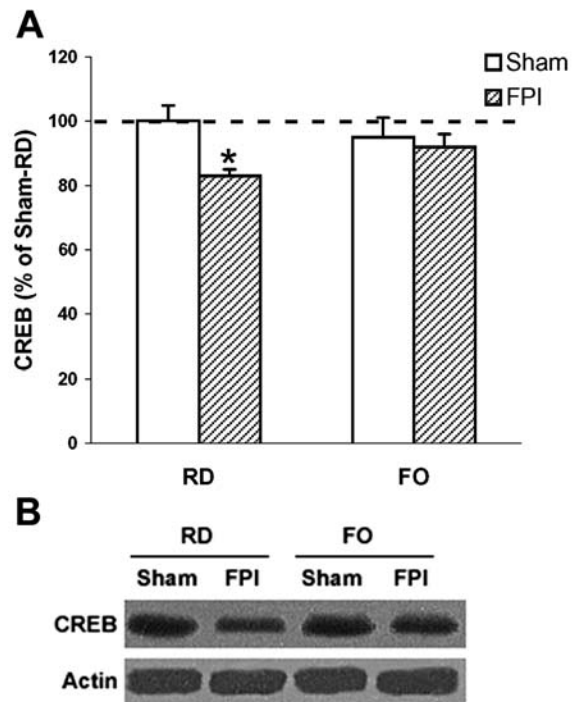 A
120
100
80
60
40
20
0
CREB (% of Sham-RD)
Sham
FPI
*
RD FO
B
RD FO
Sham FPI Sham FPI
CREB
Actin